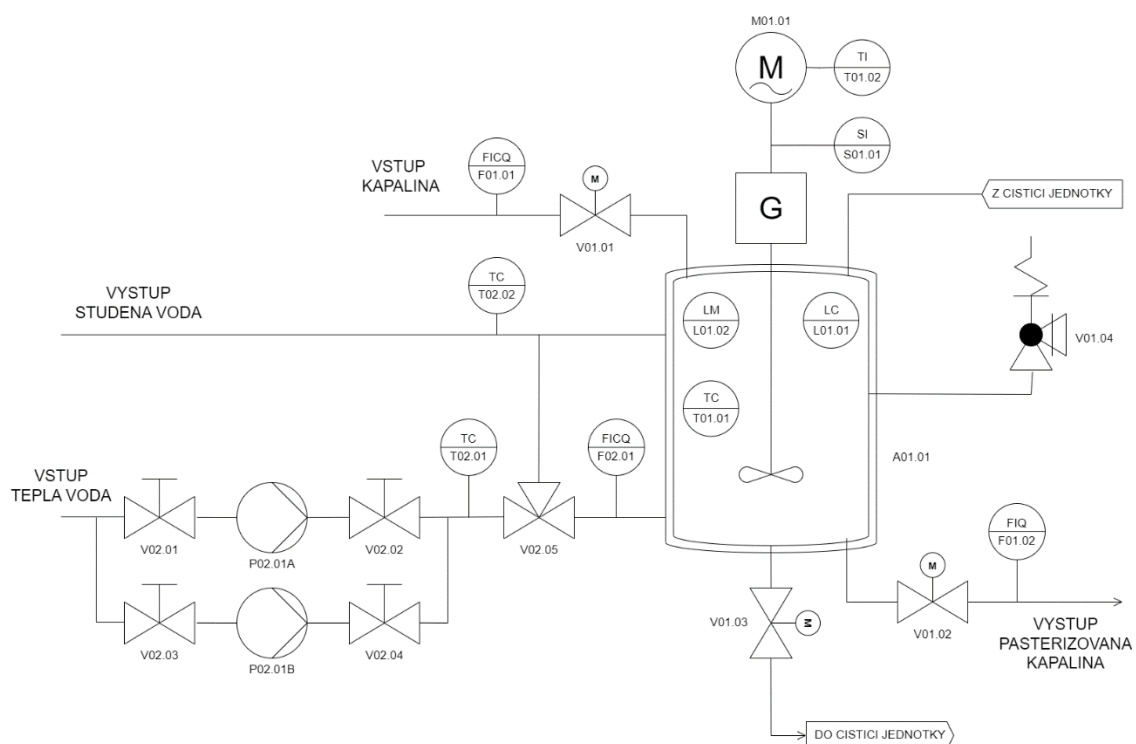 M01.01
M
TI
T01.02
SI
S01.01
G
FICQ
F01.01
M
V01.01
VSTUP
KAPALINA
Z CISTICI JEDNOTKY
TC
T02.02
VYSTUP
STUDENA VODA
LM
L01.02
LC
L01.01
V01.04
TC
T01.01
TC
T02.01
FICQ
F02.01
A01.01
VSTUP
TEPLA VODA
V02.01
P02.01A
V02.02
V02.05
FIQ
F01.02
M
V01.02
V01.03
M
VYSTUP
PASTERIZOVANA
KAPALINA
V02.03
P02.01B
V02.04
DO CISTICI JEDNOTKY